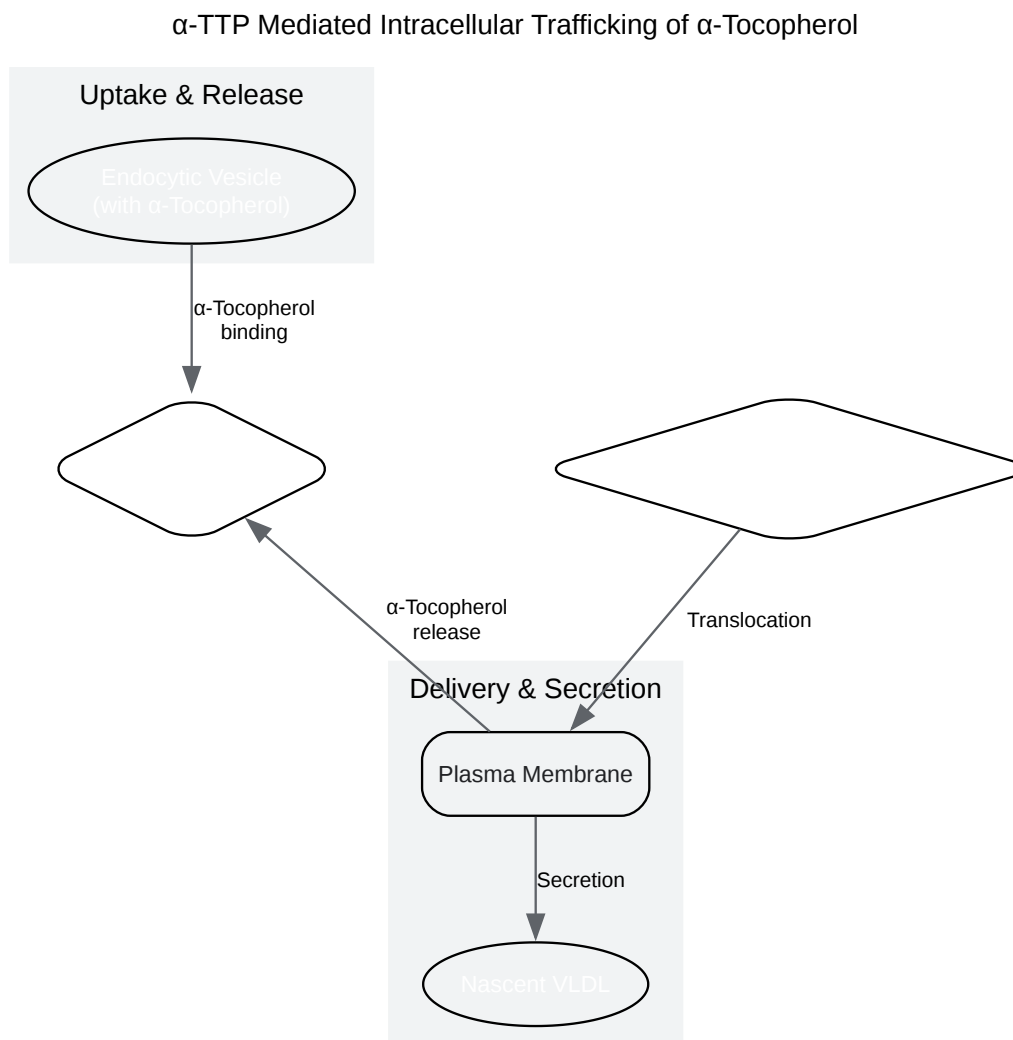 α-TTP Mediated Intracellular Trafficking of α-Tocopherol
Uptake & Release
Endocytic Vesicle
(with α-Tocopherol)
α-Tocopherol
binding
α-Tocopherol
release
Translocation
Delivery & Secretion
Plasma Membrane
Secretion
Nascent VLDL